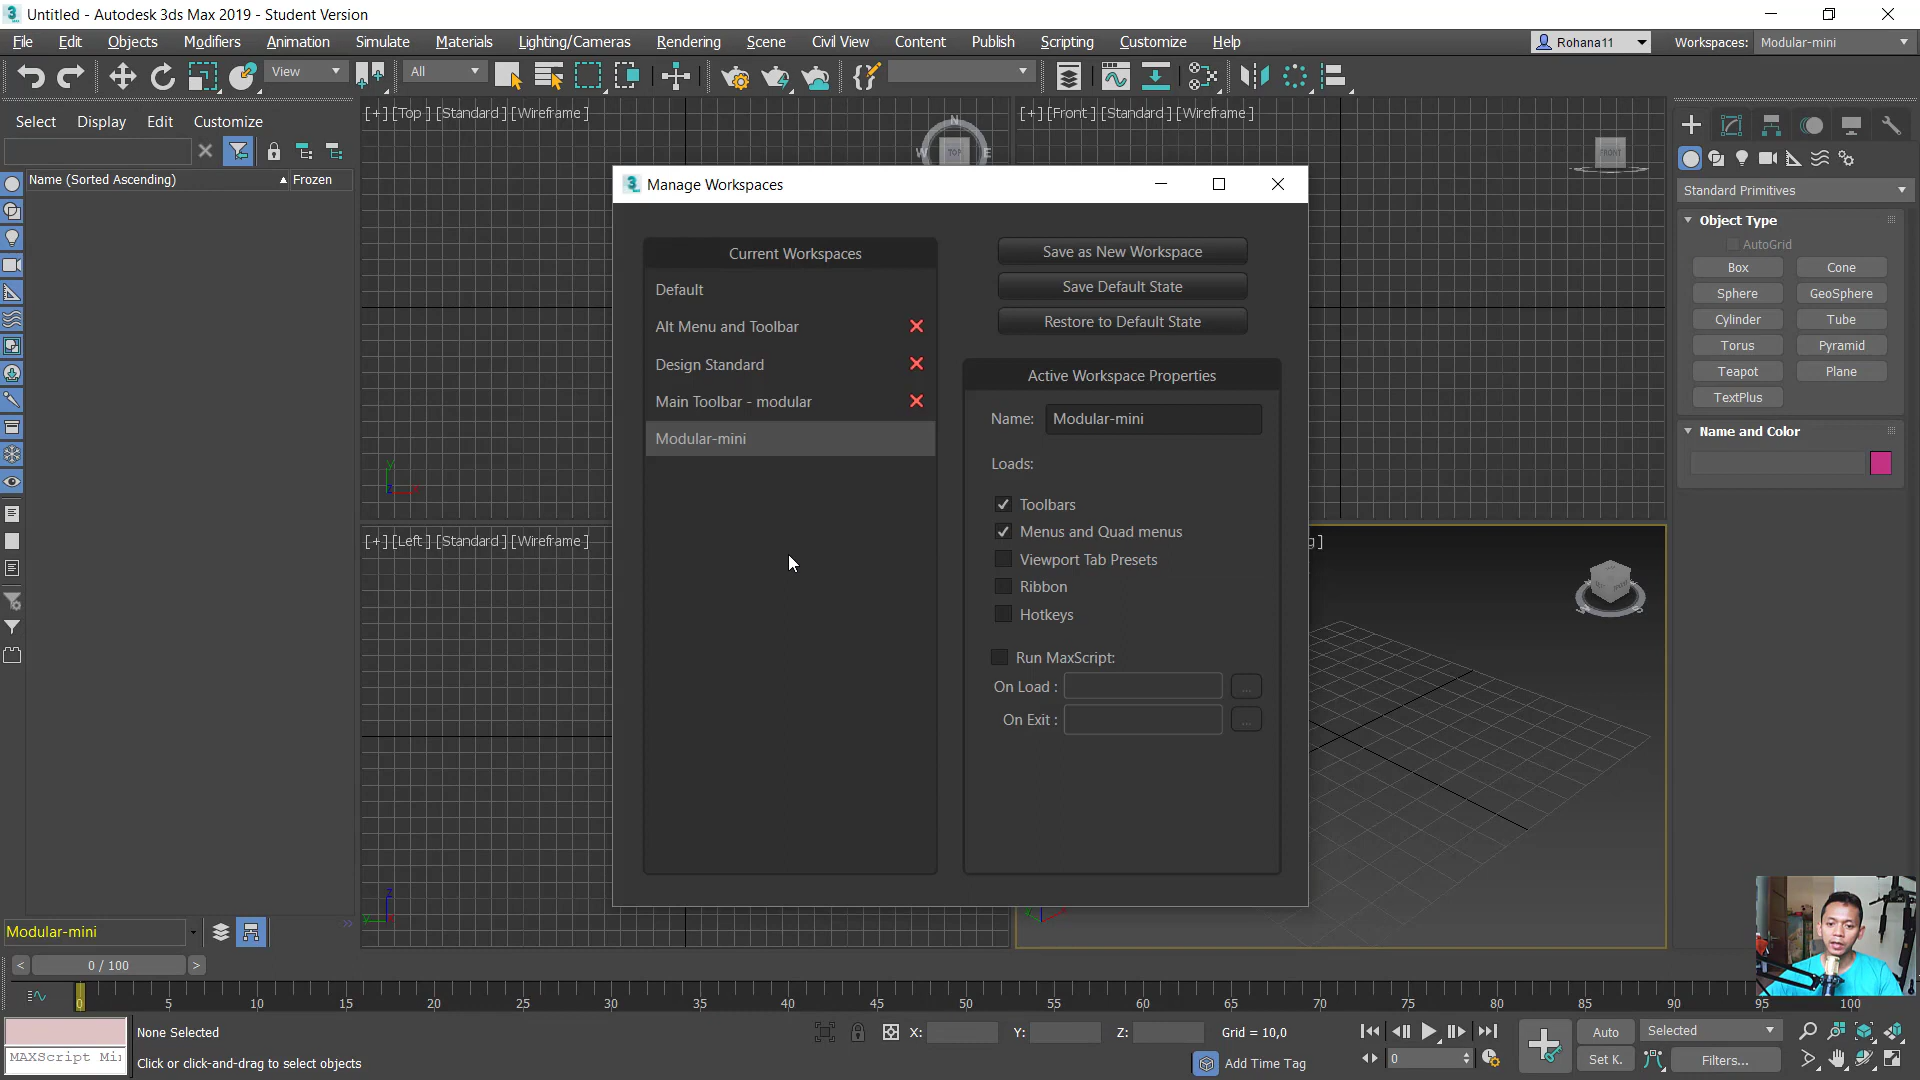 Untitled - Autodesk 3ds Max 2019 - Student Version
File Edit Objects Modifiers Animation Simulate Materials Lighting/Cameras Rendering Scene Civil View Content Publish Scripting Customize Help Rohana11 Workspaces: Modular-mini
View All
Select Display Edit Customize
[+] [Top ] [Standard ] [Wireframe ]
[+] [Front ] [Standard ] [Wireframe ]
N
W TOP E
FRONT
Name (Sorted Ascending) Frozen
Standard Primitives
Object Type
AutoGrid
Box Cone
Sphere GeoSphere
Cylinder Tube
Torus Pyramid
Teapot Plane
TextPlus
Name and Color
Manage Workspaces
Current Workspaces
Default
Alt Menu and Toolbar
Design Standard
Main Toolbar - modular
Modular-mini
Save as New Workspace
Save Default State
Restore to Default State
Active Workspace Properties
Name: Modular-mini
Loads:
Toolbars
Menus and Quad menus
Viewport Tab Presets
Ribbon
Hotkeys
Run MaxScript:
On Load : ...
On Exit : ...
[+] [Left ] [Standard ] [Wireframe ]
g ]
y
z
Modular-mini
< 0 / 100 >
0 5 10 15 20 25 30 35 40 45 50 55 60 65 70 75 80 85 90 95 100
None Selected X: Y: Z: Grid = 10,0 Auto Selected
MAXScript Mi
Click or click-and-drag to select objects Add Time Tag 0 Set K. Filters...